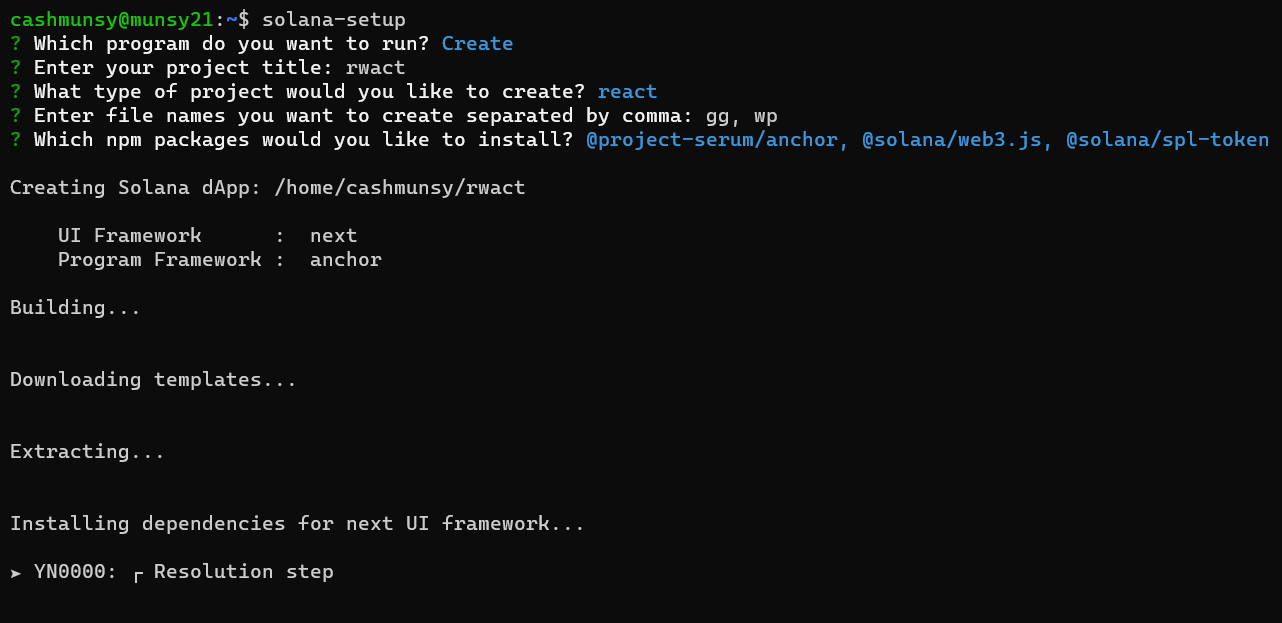 cashmunsy@munsy21:~$ solana-setup
? Which program do you want to run? Create
? Enter your project title: rwact
? What type of project would you like to create? react
? Enter file names you want to create separated by comma: gg, wp
? Which npm packages would you like to install? @project-serum/anchor, @solana/web3.js, @solana/spl-token
Creating Solana dApp: /home/cashmunsy/rwact
UI Framework      :  next
Program Framework :  anchor
Building...
Downloading templates...
Extracting...
Installing dependencies for next UI framework...
➤ YN0000: ┌ Resolution step